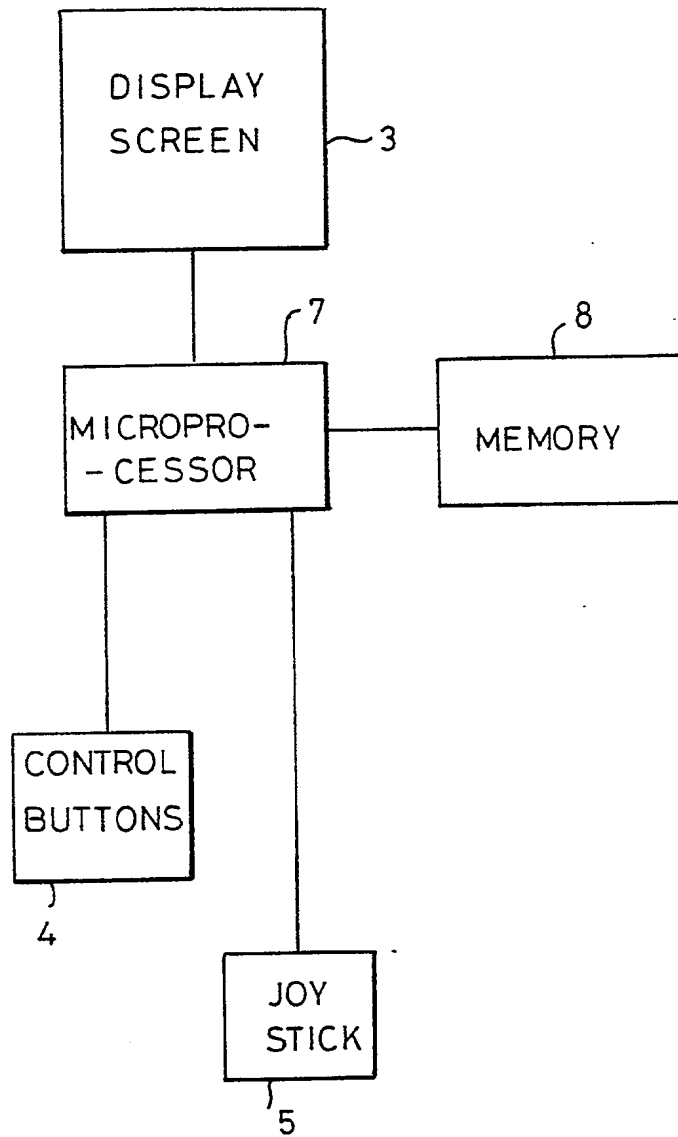 DISPLAY
SCREEN
3
7
8
MICROPRO-
-CESSOR
MEMORY
CONTROL
BUTTONS
4
JOY
STICK
5